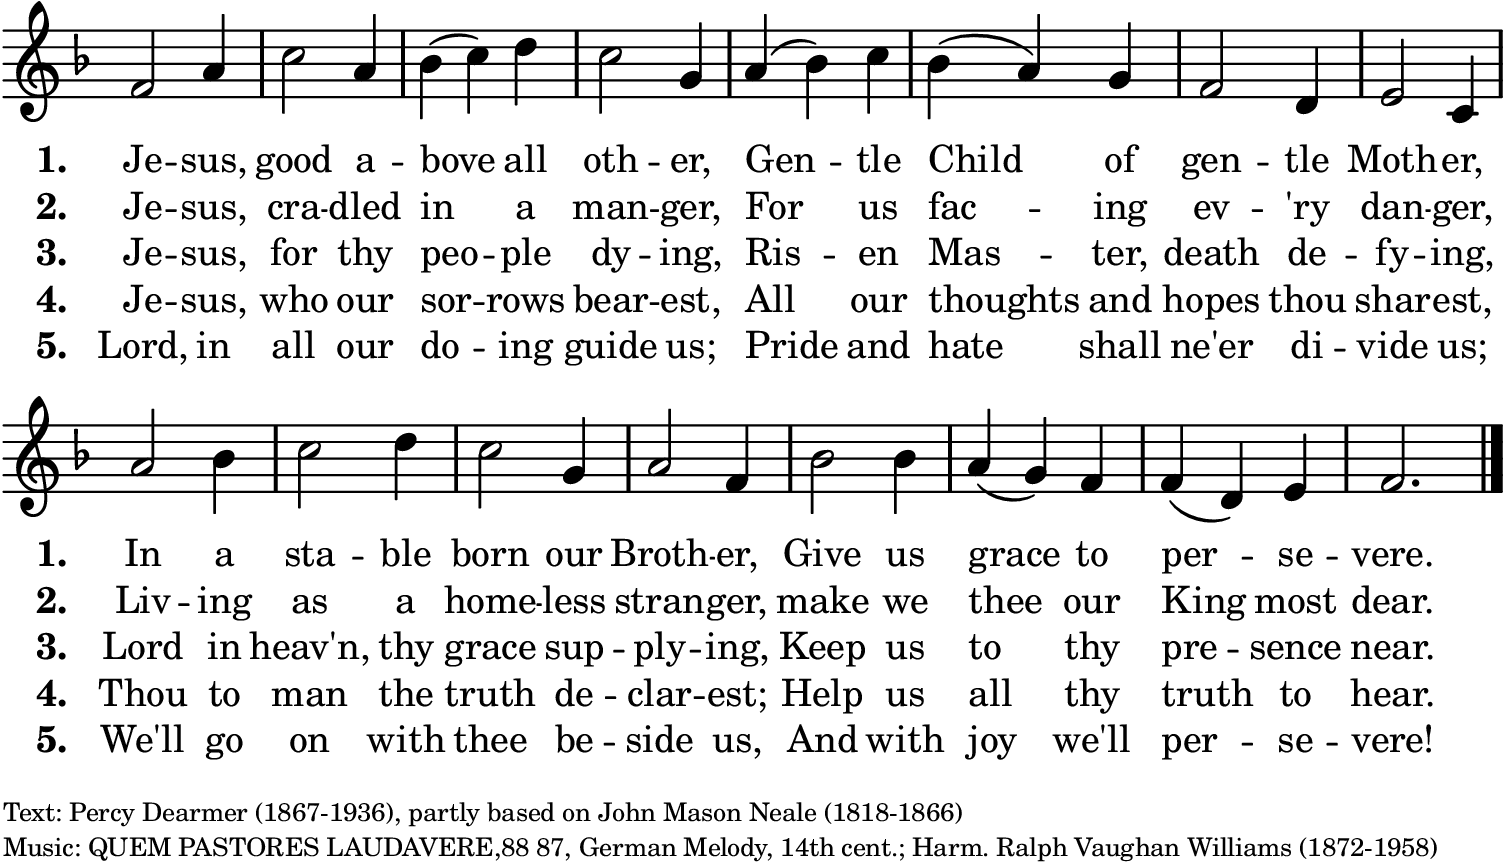 1. Je -- sus, good a -- bove all oth -- er, Gen -- tle Child of gen -- tle Moth -- er,
2. Je -- sus, cra -- dled in a man -- ger, For us fac -- ing ev -- 'ry dan -- ger,
3. Je -- sus, for thy peo -- ple dy -- ing, Ris -- en Mas -- ter, death de -- fy -- ing,
4. Je -- sus, who our sor -- rows bear -- est, All our thoughts and hopes thou sharest,
5. Lord, in all our do -- ing guide us; Pride and hate shall ne'er di -- vide us;
1. In a sta -- ble born our Broth -- er, Give us grace to per -- se -- vere.
2. Liv -- ing as a home -- less stranger, make we thee our King most dear.
3. Lord in heav'n, thy grace sup -- ply -- ing, Keep us to thy pre -- sence near.
4. Thou to man the truth de -- clar -- est; Help us all thy truth to hear.
5. We'll go on with thee be -- side us, And with joy we'll per -- se -- vere!
Text: Percy Dearmer (1867-1936), partly based on John Mason Neale (1818-1866)
Music: QUEM PASTORES LAUDAVERE,88 87, German Melody, 14th cent.; Harm. Ralph Vaughan Williams (1872-1958)